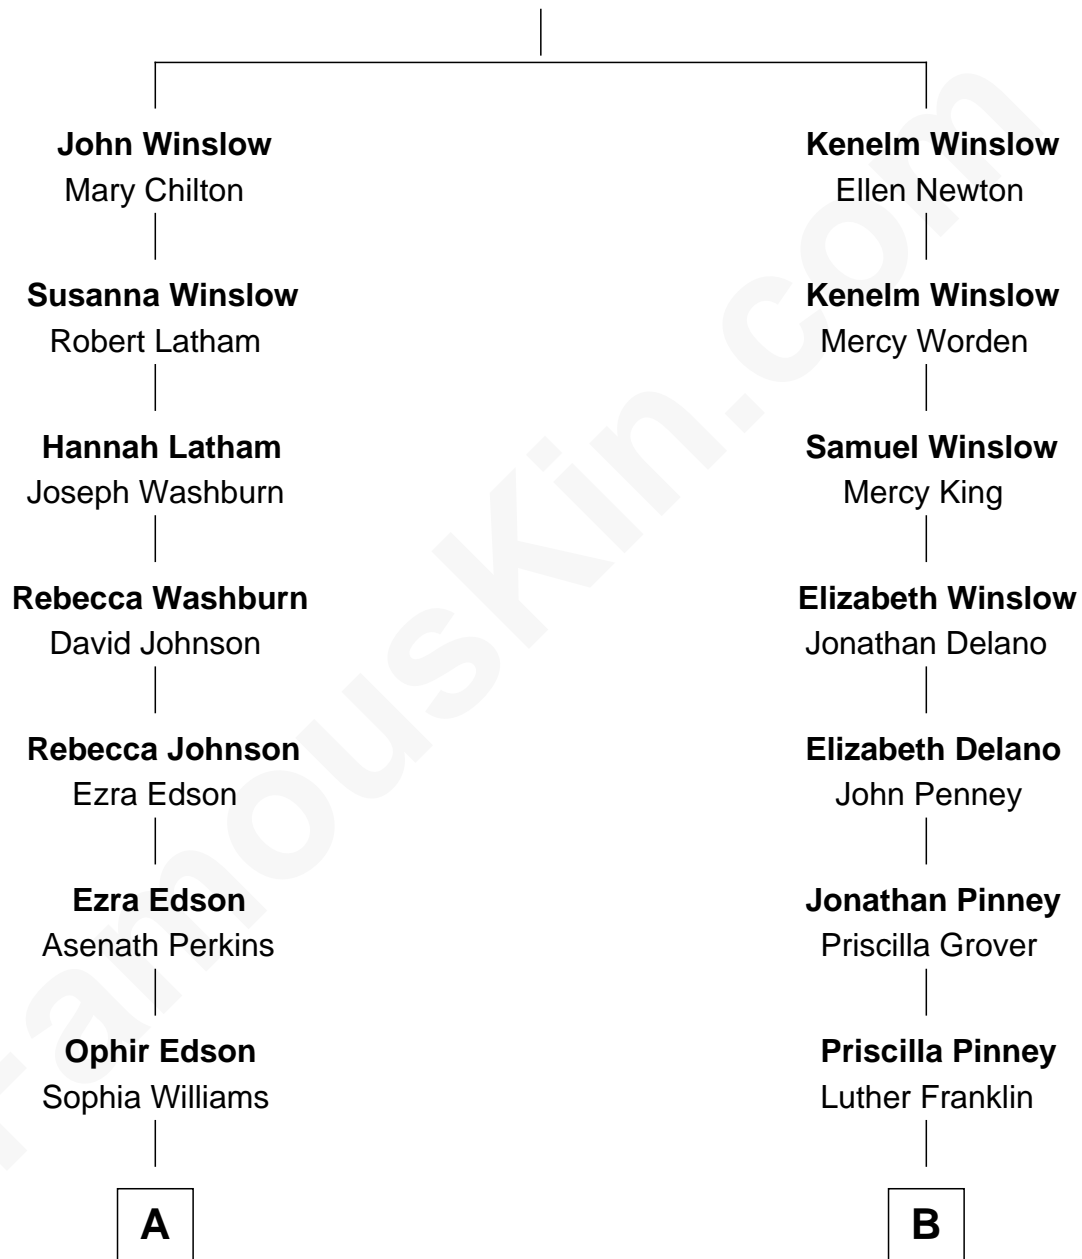 John Winslow
Mary Chilton
Kenelm Winslow
Ellen Newton
Susanna Winslow
Robert Latham
Kenelm Winslow
Mercy Worden
Hannah Latham
Joseph Washburn
Samuel Winslow
Mercy King
Rebecca Washburn
David Johnson
Elizabeth Winslow
Jonathan Delano
Rebecca Johnson
Ezra Edson
Elizabeth Delano
John Penney
Ezra Edson
Asenath Perkins
Jonathan Pinney
Priscilla Grover
Ophir Edson
Sophia Williams
Priscilla Pinney
Luther Franklin
A
B
FamousKin.com